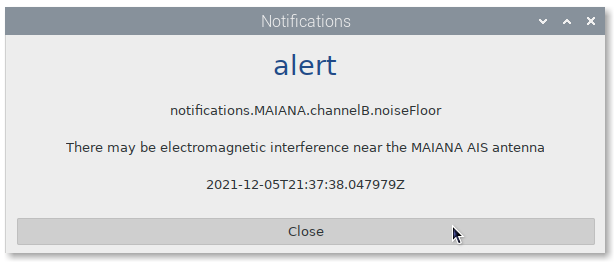 Notifications
alert
notifications.MAIANA.channelB.noiseFloor
There may be electromagnetic interference near the MAIANA AIS antenna
2021-12-05T21:37:38.047979Z
Close